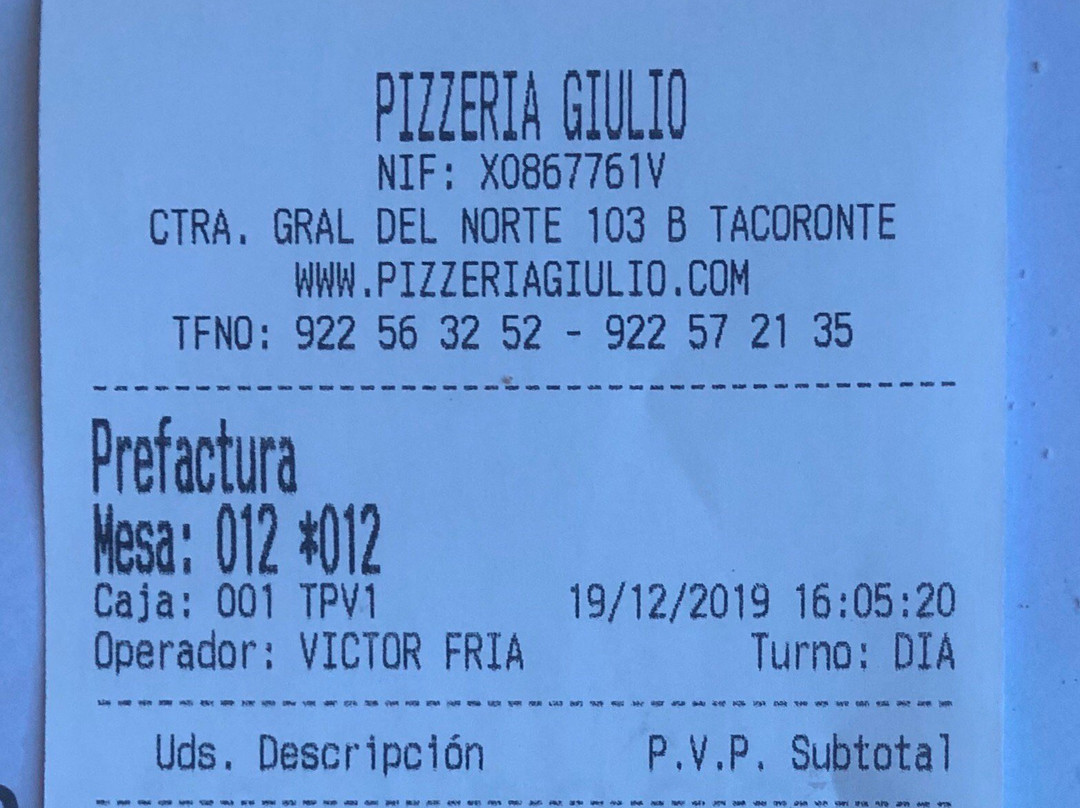 PIZZERIA GIULIO
NIF: X0867761V
CTRA. GRAL DEL NORTE 103 B TACORONTE
WWW.PIZZERIAGIULIO.COM
TFNO: 922 56 32 52 - 922 57 21 35
Prefactura
Mesa: 012 *012
Caja: 001 TPV1 19/12/2019 16:05:20
Operador: VICTOR FRIA Turno: DIA
Uds. Descripción P.V.P. Subtotal